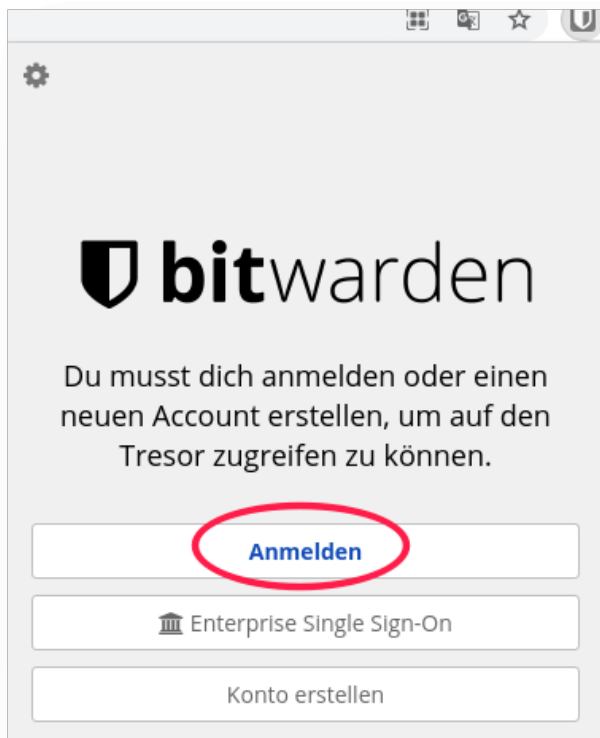 bitwarden
Du musst dich anmelden oder einen
neuen Account erstellen, um auf den
Tresor zugreifen zu können.
Anmelden
Enterprise Single Sign-On
Konto erstellen